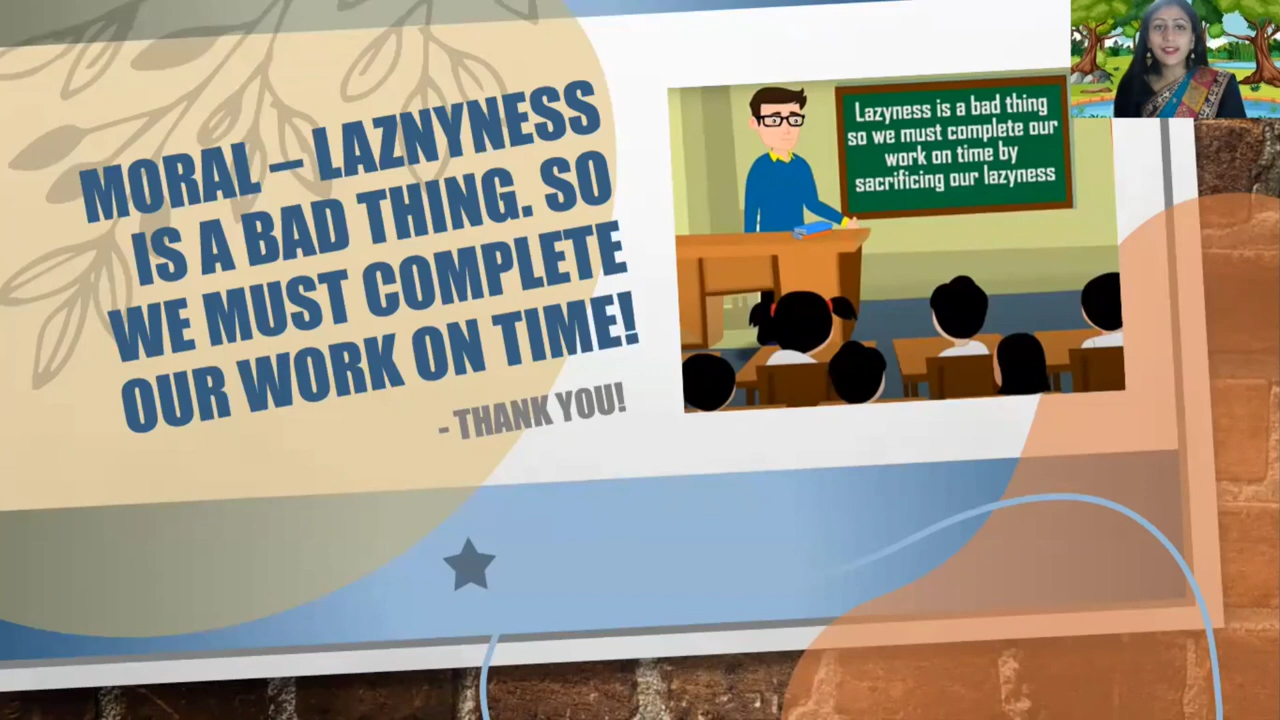 MORAL – LAZNYNESS
IS A BAD THING. SO
WE MUST COMPLETE
OUR WORK ON TIME!
- THANK YOU!
Lazyness is a bad thing
so we must complete our
work on time by
sacrificing our lazyness